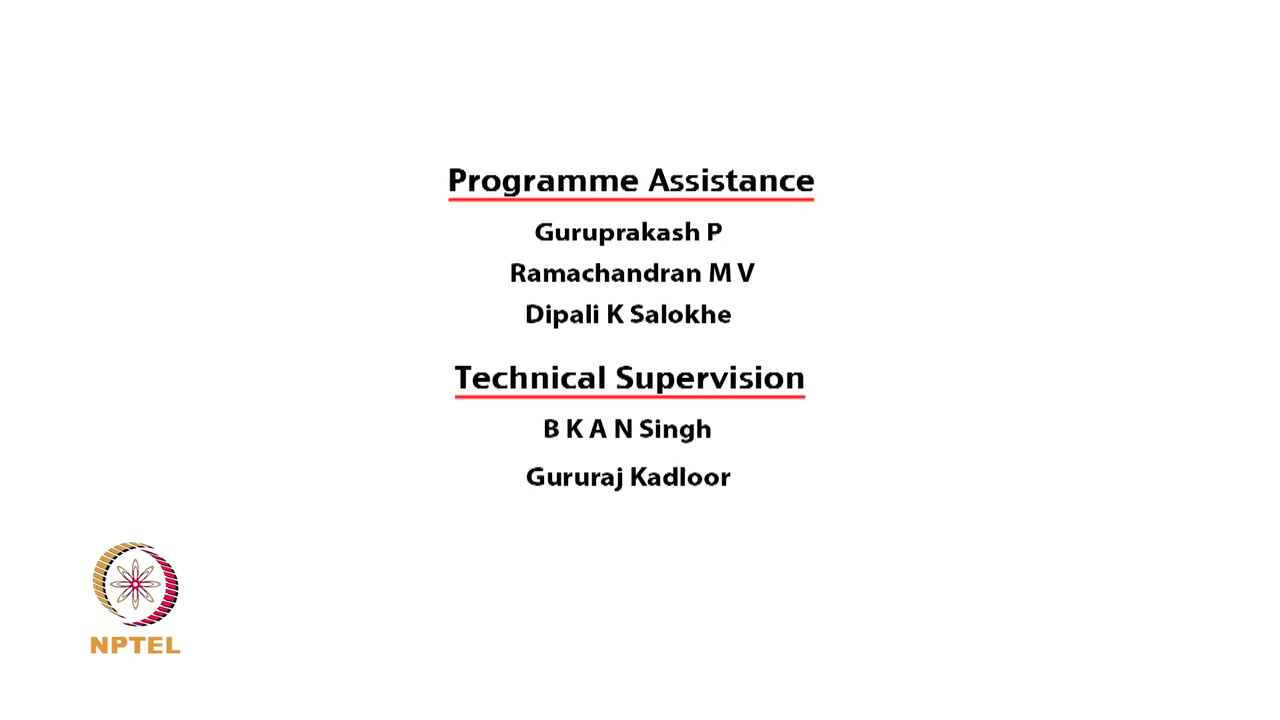 Programme Assistance
Guruprakash P
Ramachandran M V
Dipali K Salokhe
Technical Supervision
B K A N Singh
Gururaj Kadloor
NPTEL